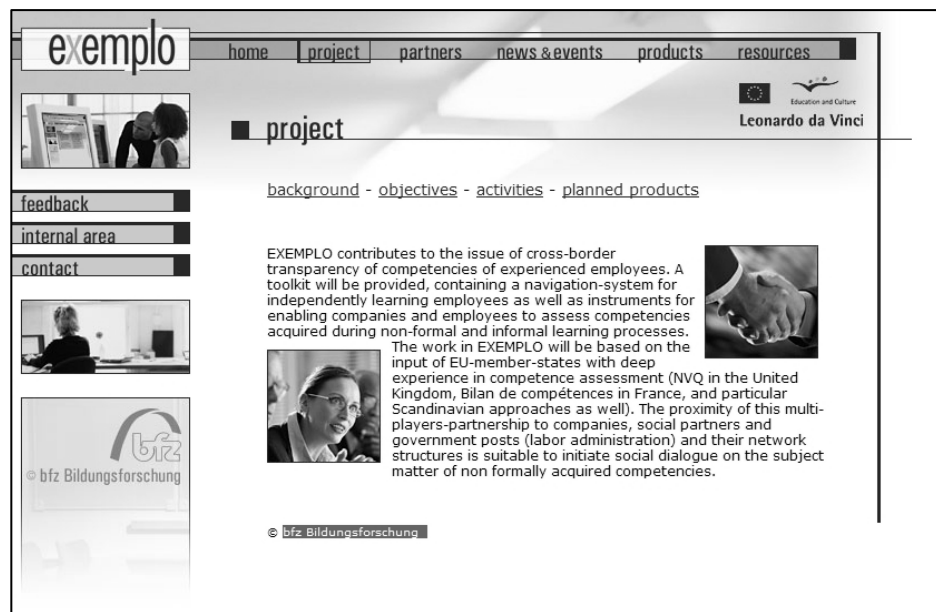 exemplo
home project partners news & events products resources
Education and Culture
Leonardo da Vinci
project
feedback
internal area
contact
© bfz Bildungsforschung
background - objectives - activities - planned products
EXEMPLO contributes to the issue of cross-border
transparency of competencies of experienced employees. A
toolkit will be provided, containing a navigation-system for
independently learning employees as well as instruments for
enabling companies and employees to assess competencies
acquired during non-formal and informal learning processes.
The work in EXEMPLO will be based on the
input of EU-member-states with deep
experience in competence assessment (NVQ in the United
Kingdom, Bilan de compétences in France, and particular
Scandinavian approaches as well). The proximity of this multi-
players-partnership to companies, social partners and
government posts (labor administration) and their network
structures is suitable to initiate social dialogue on the subject
matter of non formally acquired competencies.
bfz
© bfz Bildungsforschung